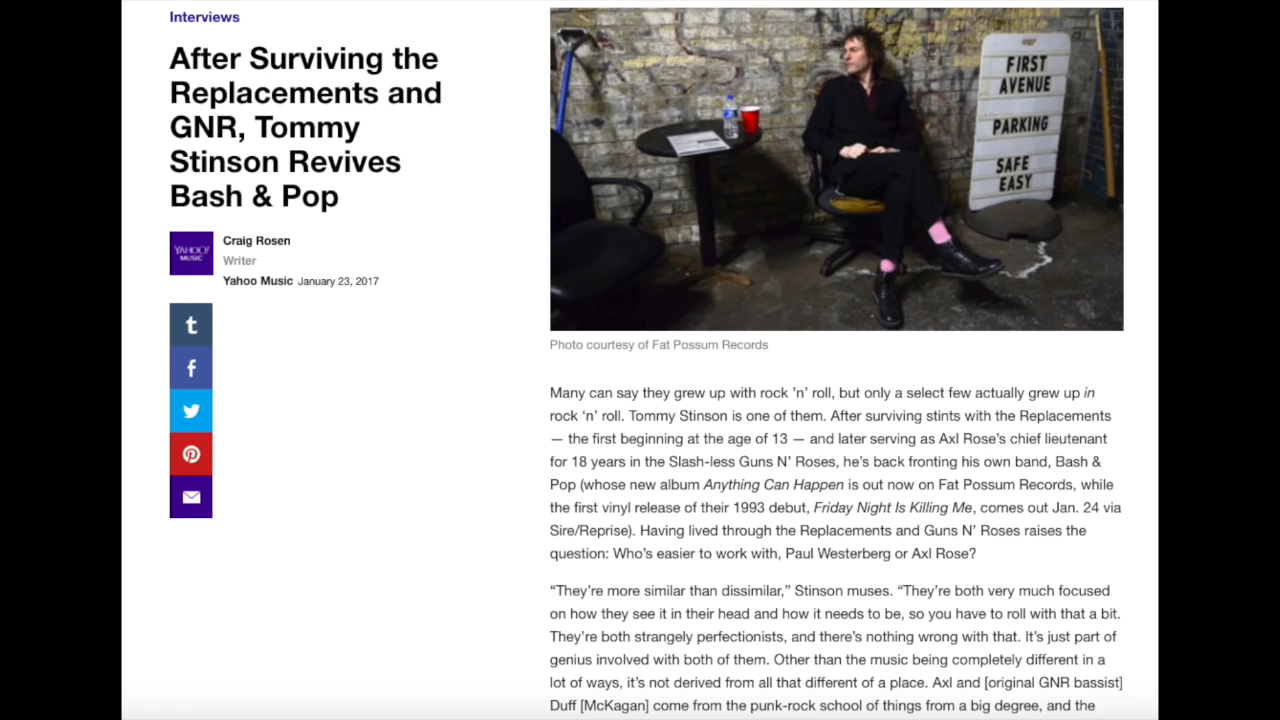 Interviews
After Surviving the
Replacements and
GNR, Tommy
Stinson Revives
Bash & Pop
YAHOO!
MUSIC
Craig Rosen
Writer
Yahoo Music January 23, 2017
t
f
FIRST
AVENUE
PARKING
SAFE
EASY
Photo courtesy of Fat Possum Records
Many can say they grew up with rock ’n’ roll, but only a select few actually grew up in
rock ‘n’ roll. Tommy Stinson is one of them. After surviving stints with the Replacements
— the first beginning at the age of 13 — and later serving as Axl Rose’s chief lieutenant
for 18 years in the Slash-less Guns N’ Roses, he’s back fronting his own band, Bash &
Pop (whose new album Anything Can Happen is out now on Fat Possum Records, while
the first vinyl release of their 1993 debut, Friday Night Is Killing Me, comes out Jan. 24 via
Sire/Reprise). Having lived through the Replacements and Guns N’ Roses raises the
question: Who’s easier to work with, Paul Westerberg or Axl Rose?
“They’re more similar than dissimilar,” Stinson muses. “They’re both very much focused
on how they see it in their head and how it needs to be, so you have to roll with that a bit.
They’re both strangely perfectionists, and there’s nothing wrong with that. It’s just part of
genius involved with both of them. Other than the music being completely different in a
lot of ways, it’s not derived from all that different of a place. Axl and [original GNR bassist]
Duff [McKagan] come from the punk-rock school of things from a big degree, and the